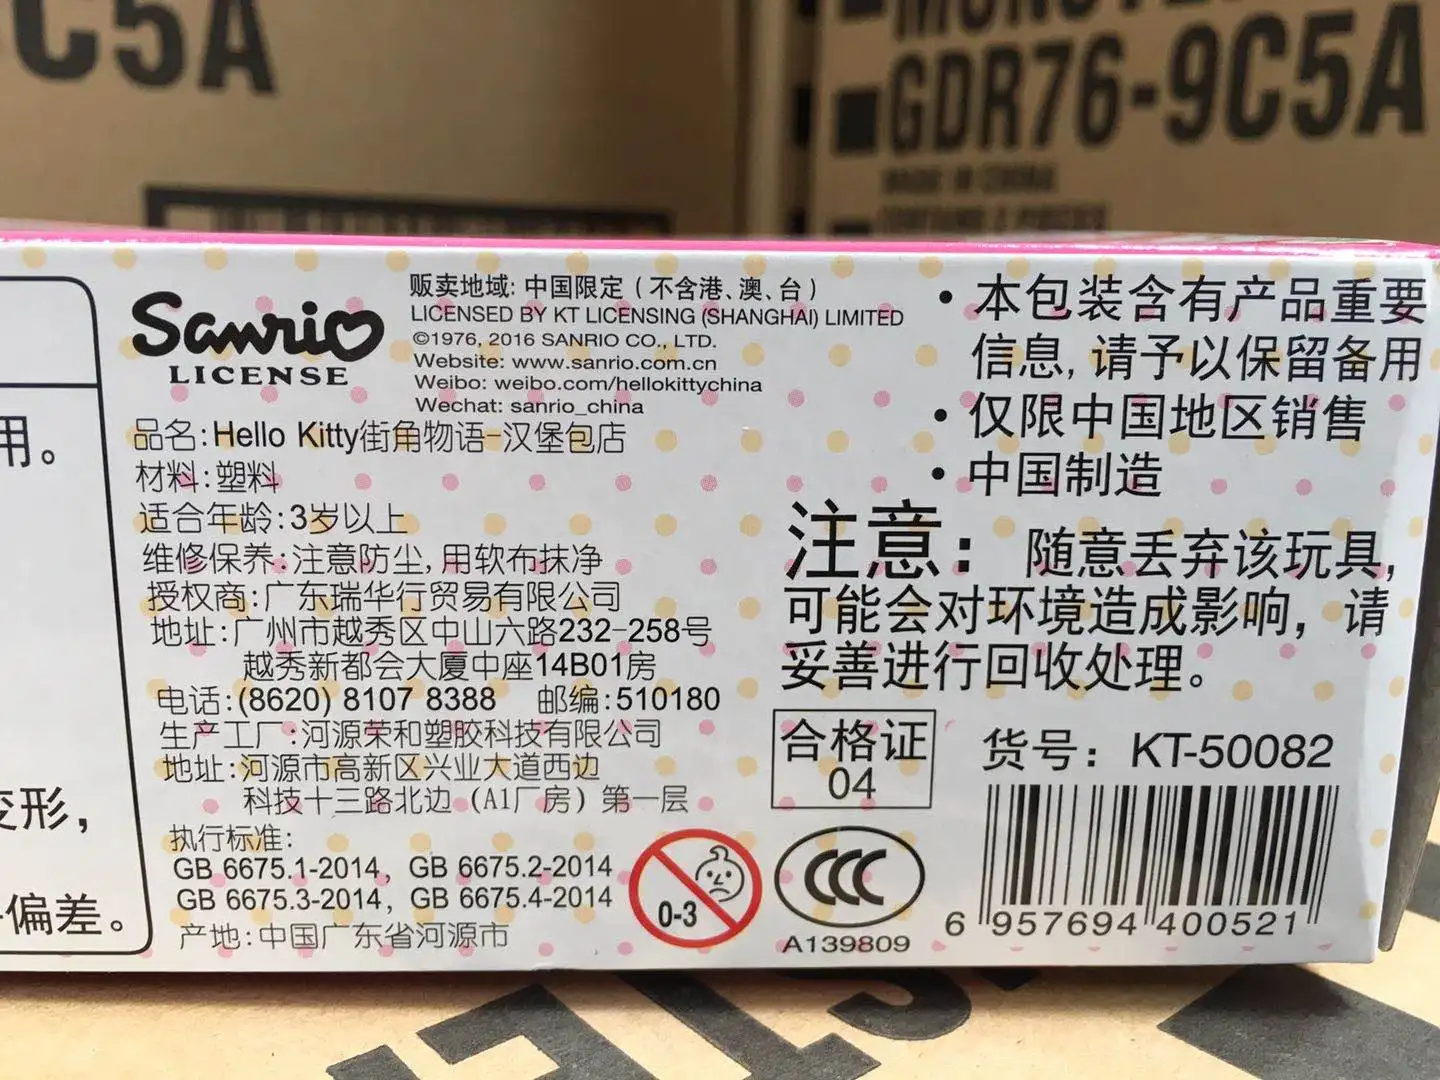 C5A
GDR76-9C5A
MADE IN CHINA
用。
变形，
偏差。
Sanrio
LICENSE
贩卖地域: 中国限定（不含港、澳、台）
LICENSED BY KT LICENSING (SHANGHAI) LIMITED
©1976, 2016 SANRIO CO., LTD.
Website: www.sanrio.com.cn
Weibo: weibo.com/hellokittychina
Wechat: sanrio_china
品名:Hello Kitty街角物语-汉堡包店
材料:塑料
适合年龄:3岁以上
维修保养:注意防尘, 用软布抹净
授权商:广东瑞华行贸易有限公司
地址:广州市越秀区中山六路232-258号
越秀新都会大厦中座14B01房
电话:(8620) 8107 8388 邮编:510180
生产工厂:河源荣和塑胶科技有限公司
地址:河源市高新区兴业大道西边
科技十三路北边（A1厂房）第一层
执行标准:
GB 6675.1-2014, GB 6675.2-2014
GB 6675.3-2014, GB 6675.4-2014
产地:中国广东省河源市
0-3
• 本包装含有产品重要
信息, 请予以保留备用
• 仅限中国地区销售
• 中国制造
注意：随意丢弃该玩具,
可能会对环境造成影响，请
妥善进行回收处理。
合格证
04
CCC
A139809
货号：KT-50082
6 957694 400521